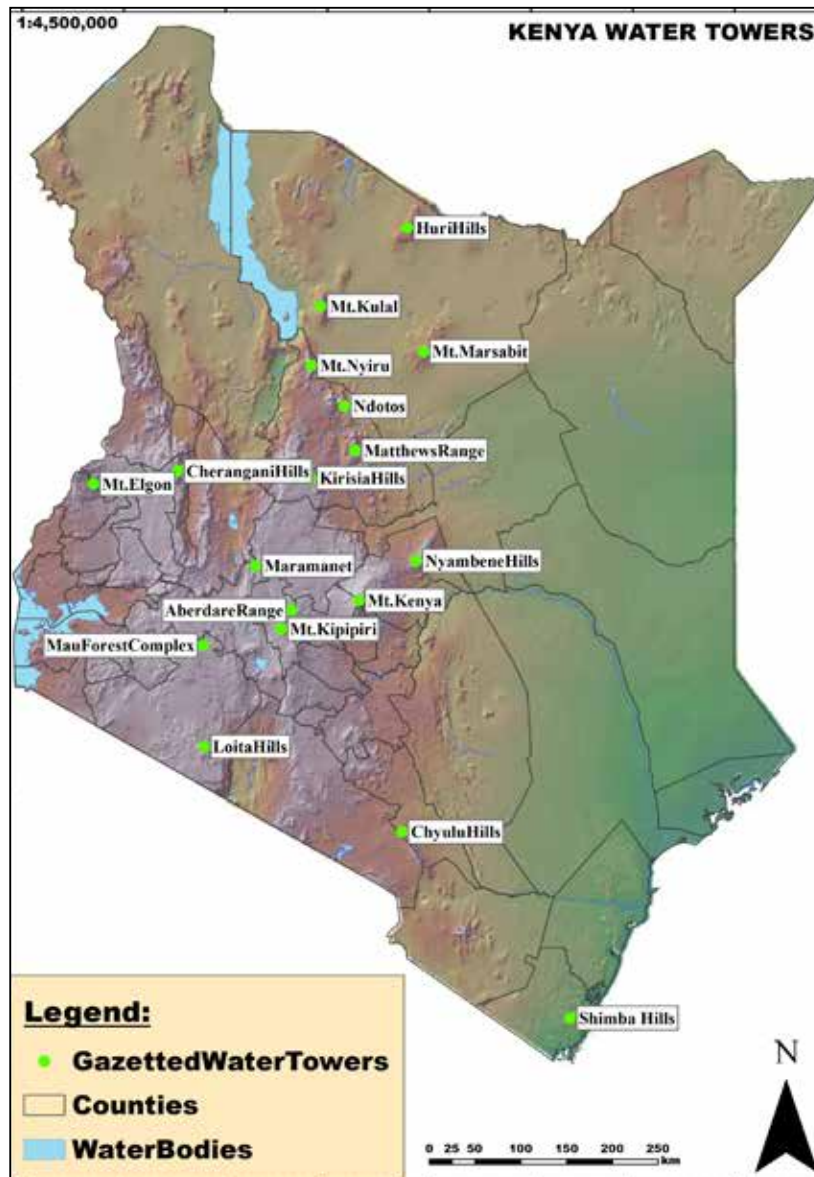 1:4,500,000
KENYA WATER TOWERS
HuriHills
Mt.Kulal
Mt.Marsabit
Mt.Nyiru
Ndotos
MatthewsRange
CheranganiHills
KirisiaHills
Mt.Elgon
NyambeneHills
Maramanet
Mt.Kenya
AberdareRange
Mt.Kipipiri
MauForestComplex
LoitaHills
ChyuluHills
Shimba Hills
Legend:
GazettedWaterTowers
Counties
WaterBodies
N
0 25 50 100 150 200 250
km